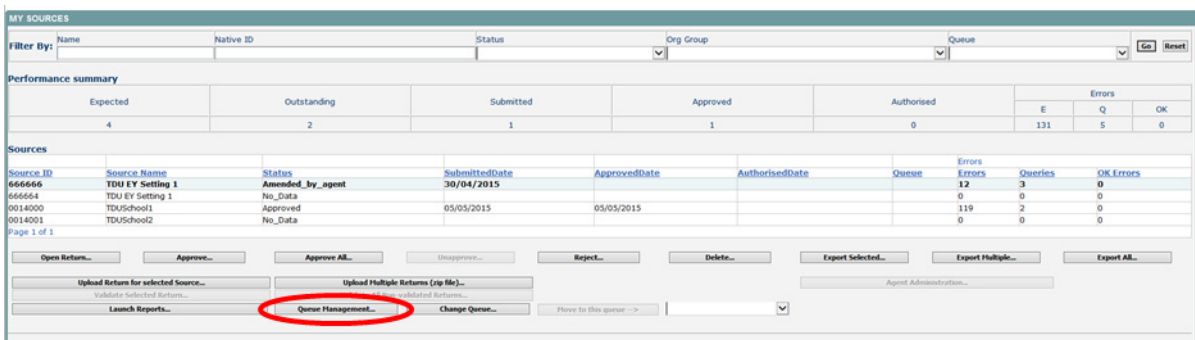 MY SOURCES
Name Native ID Status Org Group Queue
Filter By: Go Reset
Performance summary
Expected Outstanding Submitted Approved Authorised Errors
E Q OK
4 2 1 1 0 131 5 0
Sources
Errors
Source ID Source Name Status SubmittedDate ApprovedDate AuthorisedDate Queue Errors Queries OK Errors
666666 TDU EY Setting 1 Amended_by_agent 30/04/2015 12 3 0
666664 TDU EY Setting 1 No_Data 0 0 0
0014000 TDUSchool1 Approved 05/05/2015 05/05/2015 119 2 0
0014001 TDUSchool2 No_Data 0 0 0
Page 1 of 1
Open Return... Approve... Approve All... Unapprove... Reject... Delete... Export Selected... Export Multiple... Export All...
Upload Return for selected Source... Upload Multiple Returns (zip file)... Agent Administration...
Validate Selected Return... validated Returns...
Launch Reports... Queue Management... Change Queue... Move to this queue -->